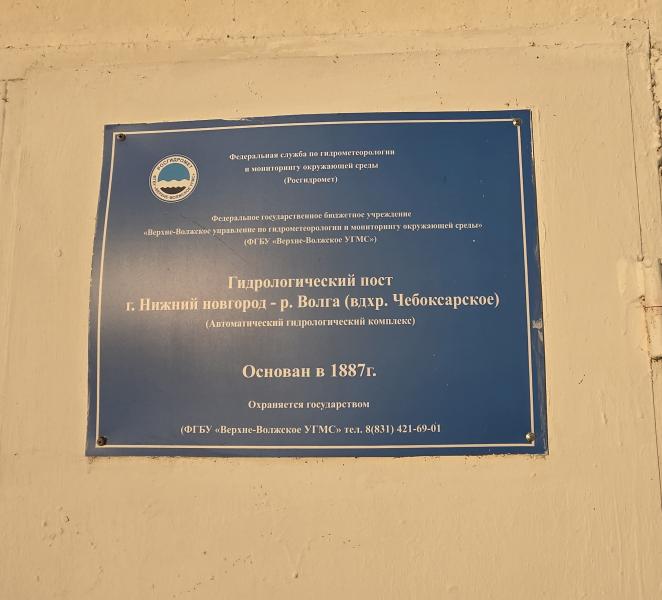 РОСГИДРОМЕТ
Федеральная служба по гидрометеорологии
и мониторингу окружающей среды
(Росгидромет)
Федеральное государственное бюджетное учреждение
«Верхне-Волжское управление по гидрометеорологии и мониторингу окружающей среды»
(ФГБУ «Верхне-Волжское УГМС»)
Гидрологический пост
г. Нижний новгород - р. Волга (вдхр. Чебоксарское)
(Автоматический гидрологический комплекс)
Основан в 1887г.
Охраняется государством
(ФГБУ «Верхне-Волжское УГМС» тел. 8(831) 421-69-01